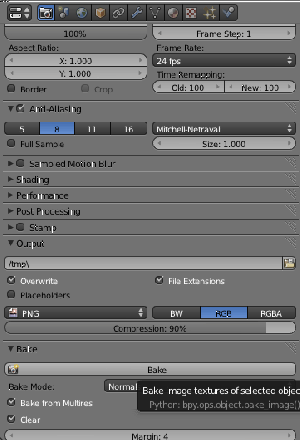 100% Frame Step: 1
Aspect Ratio: Frame Rate:
X: 1.000 24 fps
Y: 1.000 Time Remapping:
Border Crop Old: 100 New: 100
Anti-Aliasing
5 8 11 16 Mitchell-Netravali
Full Sample Size: 1.000
Sampled Motion Blur
Shading
Performance
Post Processing
Stamp
Output
/tmp\
Overwrite File Extensions
Placeholders
PNG BW RGB RGBA
Compression: 90%
Bake
Bake
Bake Mode: Normal
Bake image textures of selected objec
Bake from Multires Python: bpy.ops.object.bake_image()
Clear
Margin: 4